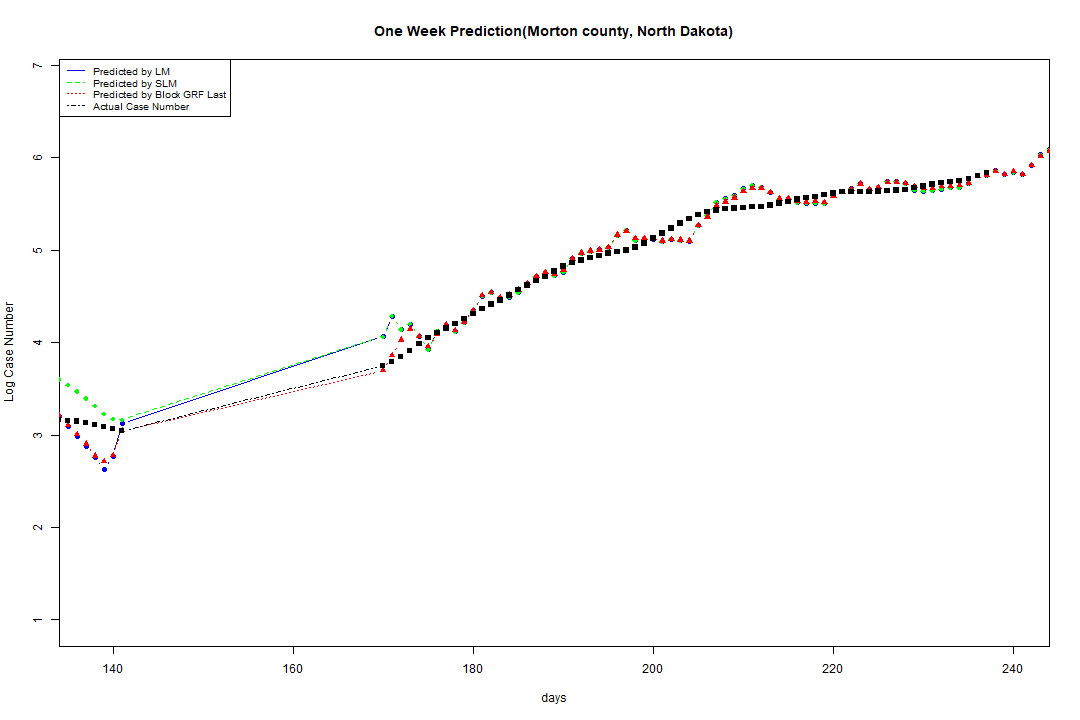 One Week Prediction(Morton county, North Dakota)
Predicted by LM
Predicted by SLM
Predicted by Block GRF Last
Actual Case Number
7
6
5
4
3
2
1
Log Case Number
140 160 180 200 220 240
days